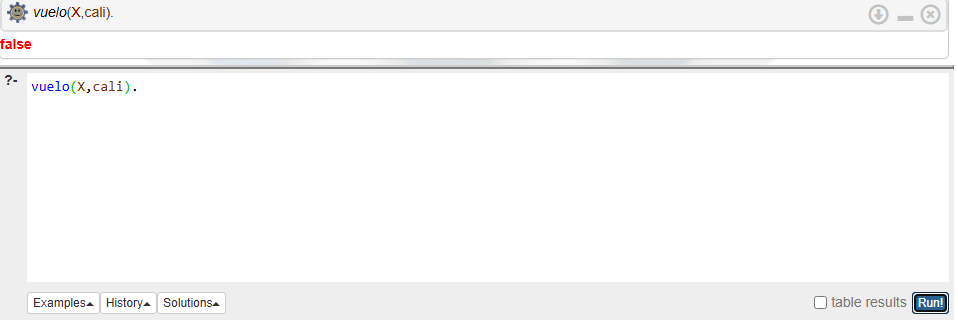 vuelo(X,cali).
false
?-
vuelo(X,cali).
Examples
History
Solutions
table results
Run!